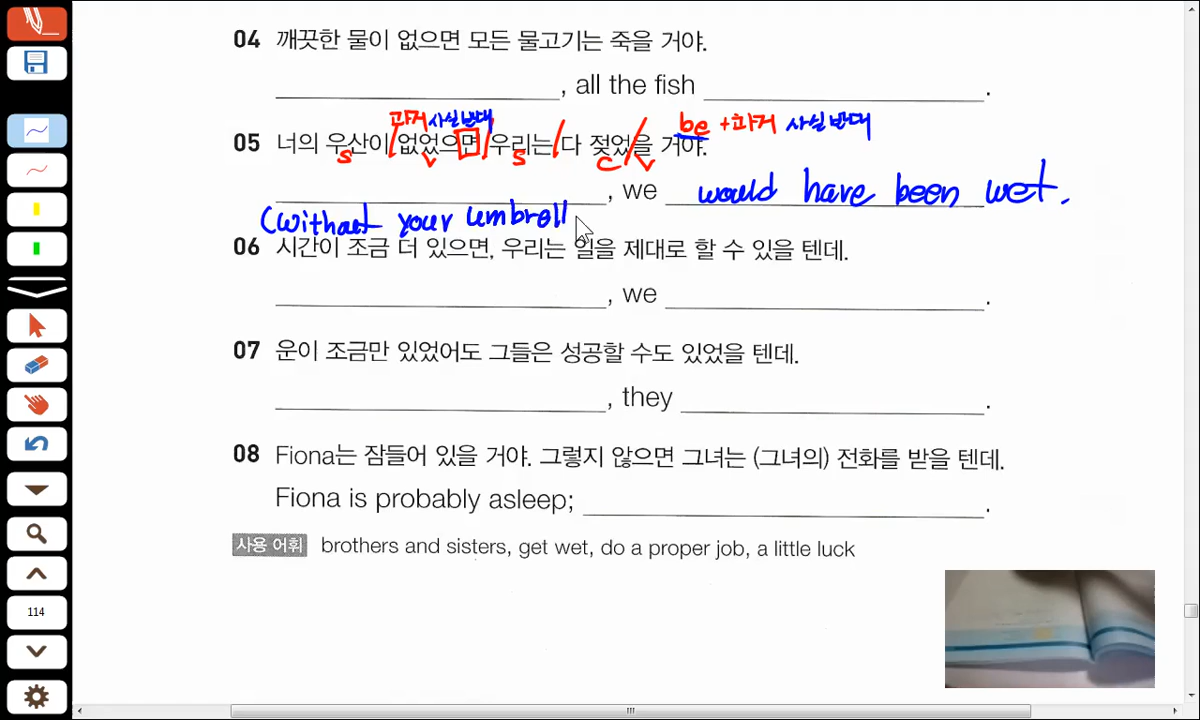 04 깨끗한 물이 없으면 모든 물고기는 죽을 거야.
, all the fish .
과거 사실반대 be + 과거 사실반대
05 너의 우산이 없었으면 우리는 다 젖었을 거야.
S V S C V
, we would have been wet.
(without your umbrell
06 시간이 조금 더 있으면, 우리는 일을 제대로 할 수 있을 텐데.
, we .
07 운이 조금만 있었어도 그들은 성공할 수도 있었을 텐데.
, they .
08 Fiona는 잠들어 있을 거야. 그렇지 않으면 그녀는 (그녀의) 전화를 받을 텐데.
Fiona is probably asleep; .
사용 어휘 brothers and sisters, get wet, do a proper job, a little luck
114